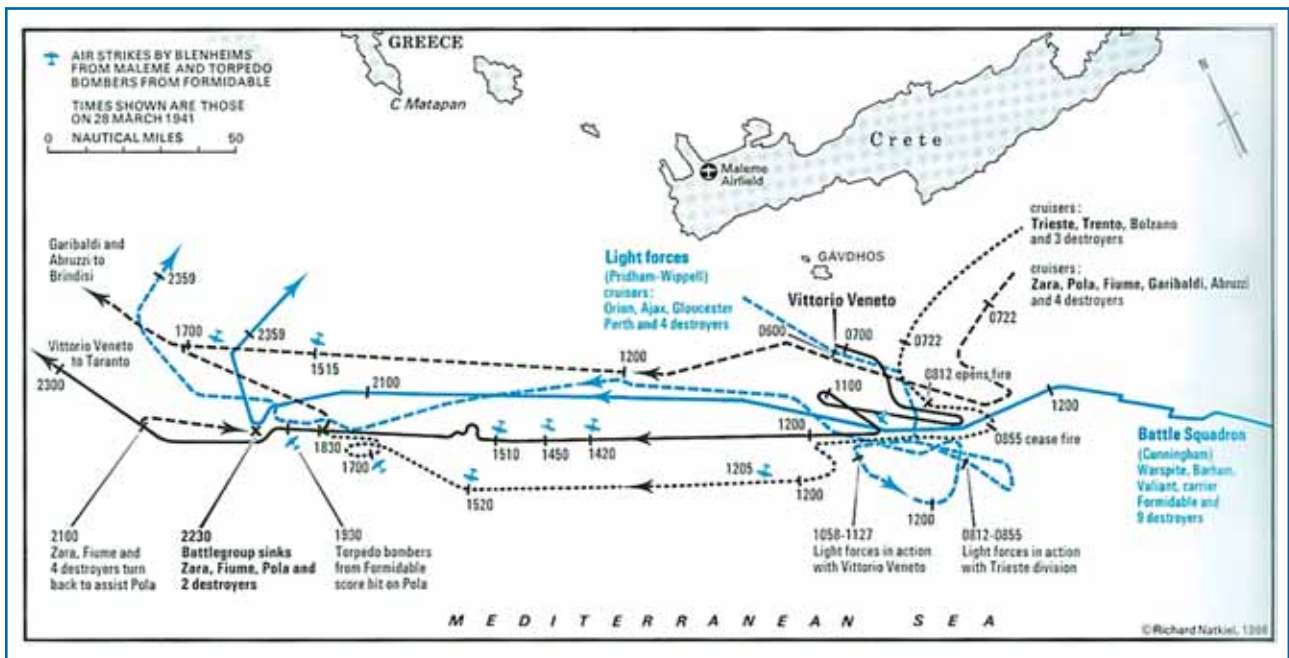 AIR STRIKES BY BLENHEIMS
FROM MALEME AND TORPEDO
BOMBERS FROM FORMIDABLE
TIMES SHOWN ARE THOSE
ON 28 MARCH 1941
0 NAUTICAL MILES 50
GREECE
C Matapan
Crete
Maleme
Airfield
N
GÁVDHOS
cruisers:
Trieste, Trento, Bolzano
and 3 destroyers
cruisers:
Zara, Pola, Fiume, Garibaldi, Abruzzi
and 4 destroyers
Light forces
(Pridham-Wippell)
cruisers:
Orion, Ajax, Gloucester
Perth and 4 destroyers
Vittorio Veneto
Garibaldi and
Abruzzi to
Brindisi
Vittorio Veneto
to Taranto
2359
2359
1700
1515
1200
0600
0700
0722
0722
0812 opens fire
1100
1200
2300
2100
1830
1700
1510
1450
1420
1200
0855 cease fire
1520
1205
1200
1200
Battle Squadron
(Cunningham)
Warspite, Barham,
Valiant, carrier
Formidable and
9 destroyers
2100
Zara, Fiume and
4 destroyers turn
back to assist Pola
2230
Battlegroup sinks
Zara, Fiume, Pola and
2 destroyers
1930
Torpedo bombers
from Formidable
score hit on Pola
1058-1127
Light forces in action
with Vittorio Veneto
0812-0855
Light forces in action
with Trieste division
MEDITERRANEAN SEA
©Richard Natkiel,